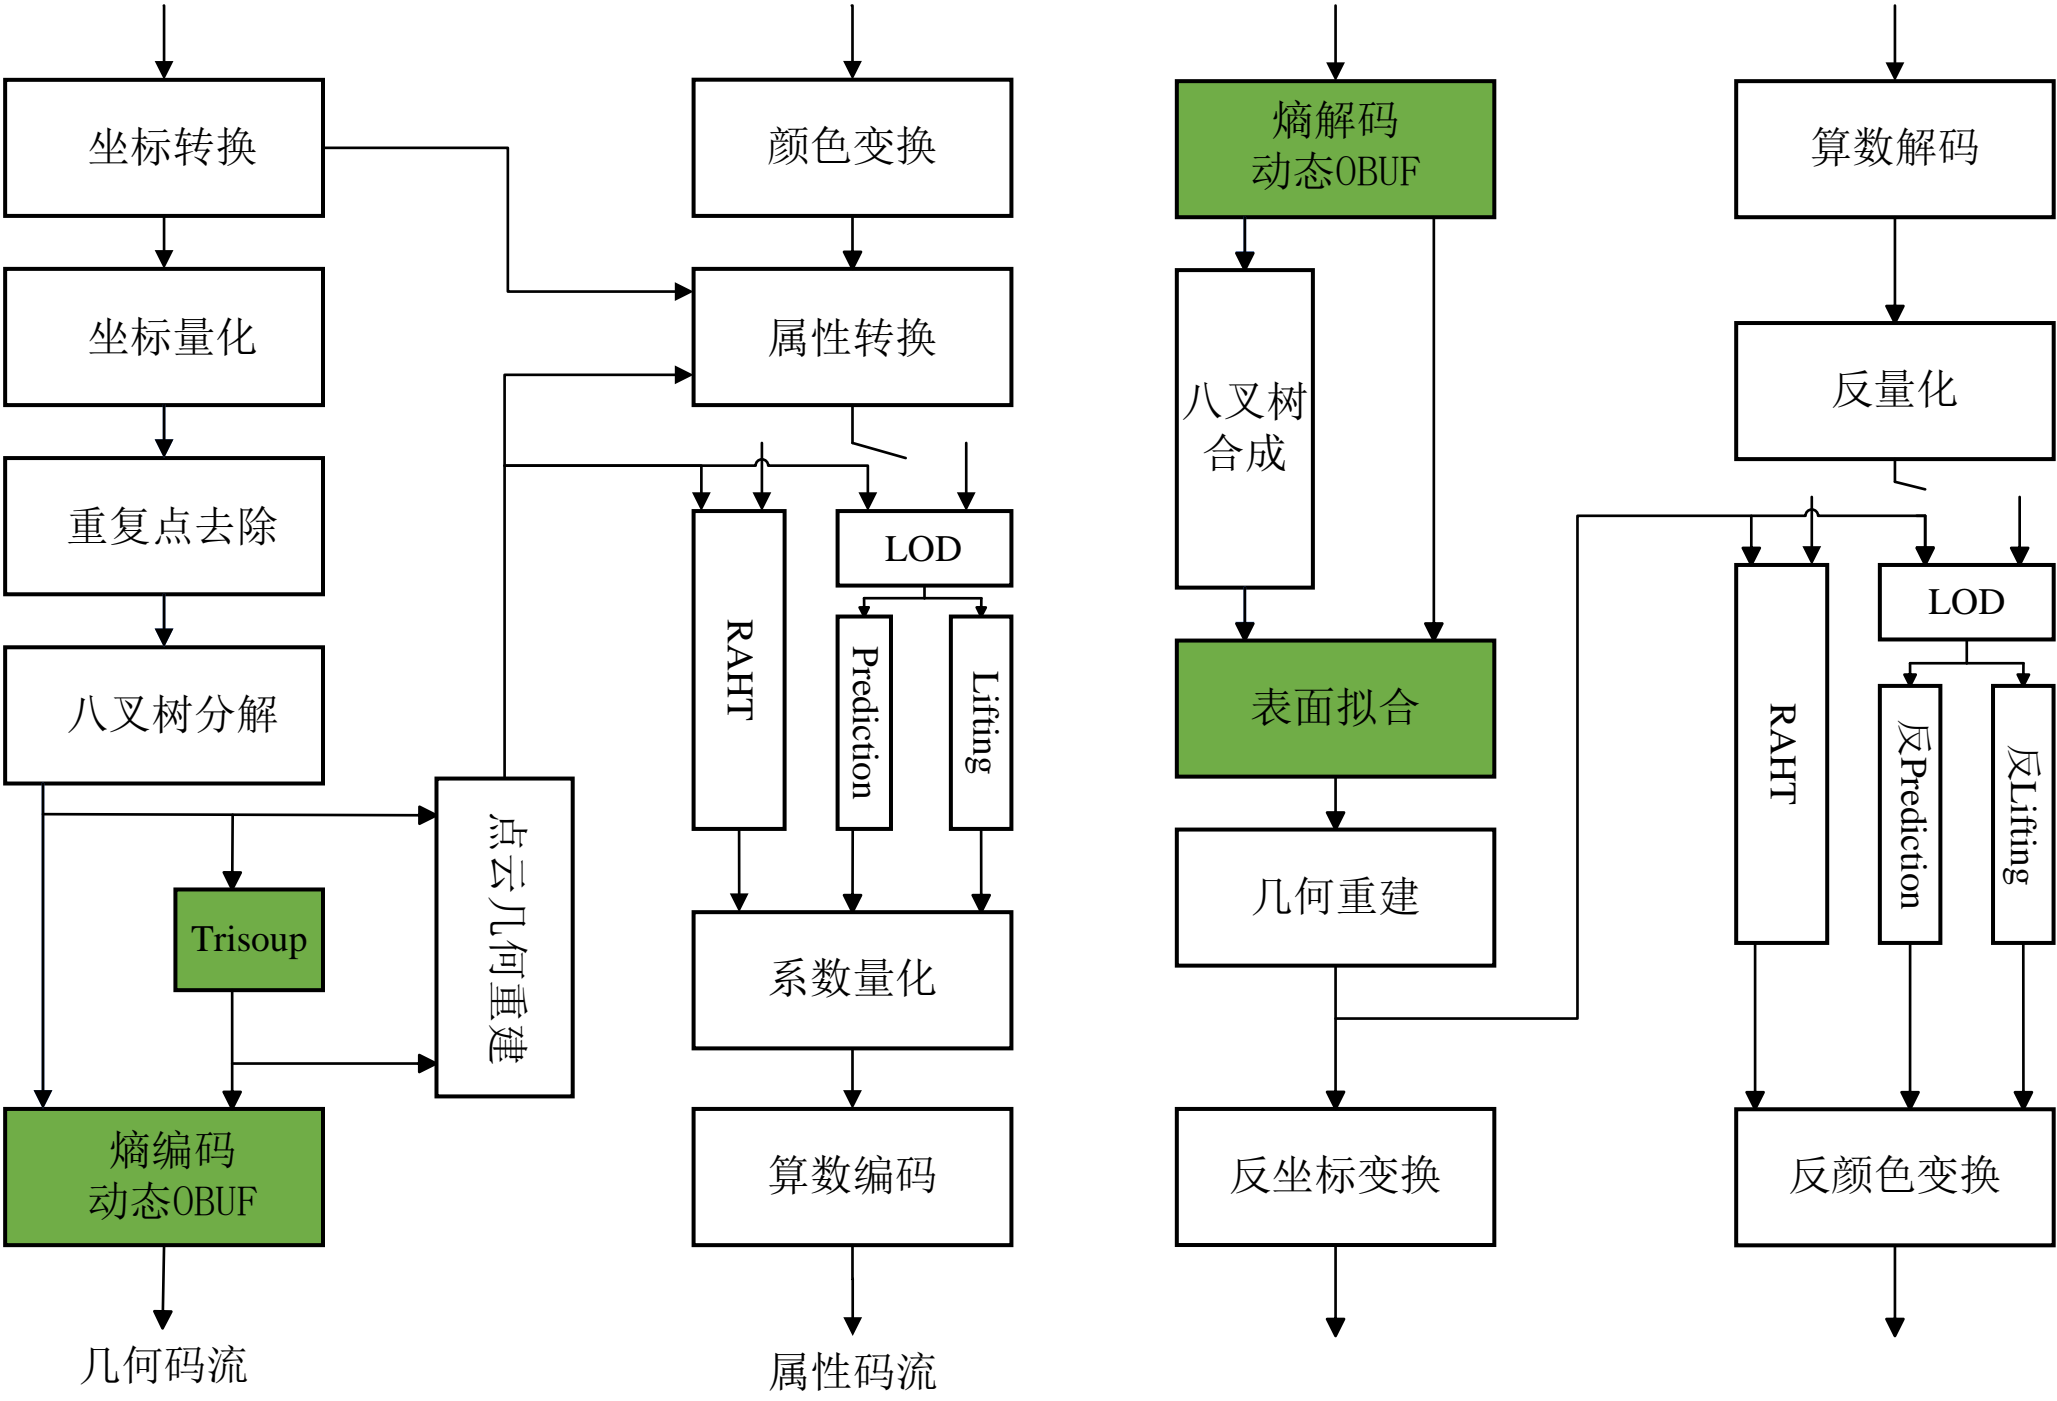 坐标转换
坐标量化
重复点去除
八叉树分解
Trisoup
点云几何重建
熵编码
动态OBUF
几何码流
颜色变换
属性转换
RAHT
LOD
Prediction
Lifting
系数量化
算数编码
属性码流
熵解码
动态OBUF
八叉树
合成
表面拟合
几何重建
反坐标变换
算数解码
反量化
RAHT
LOD
反Prediction
反Lifting
反颜色变换